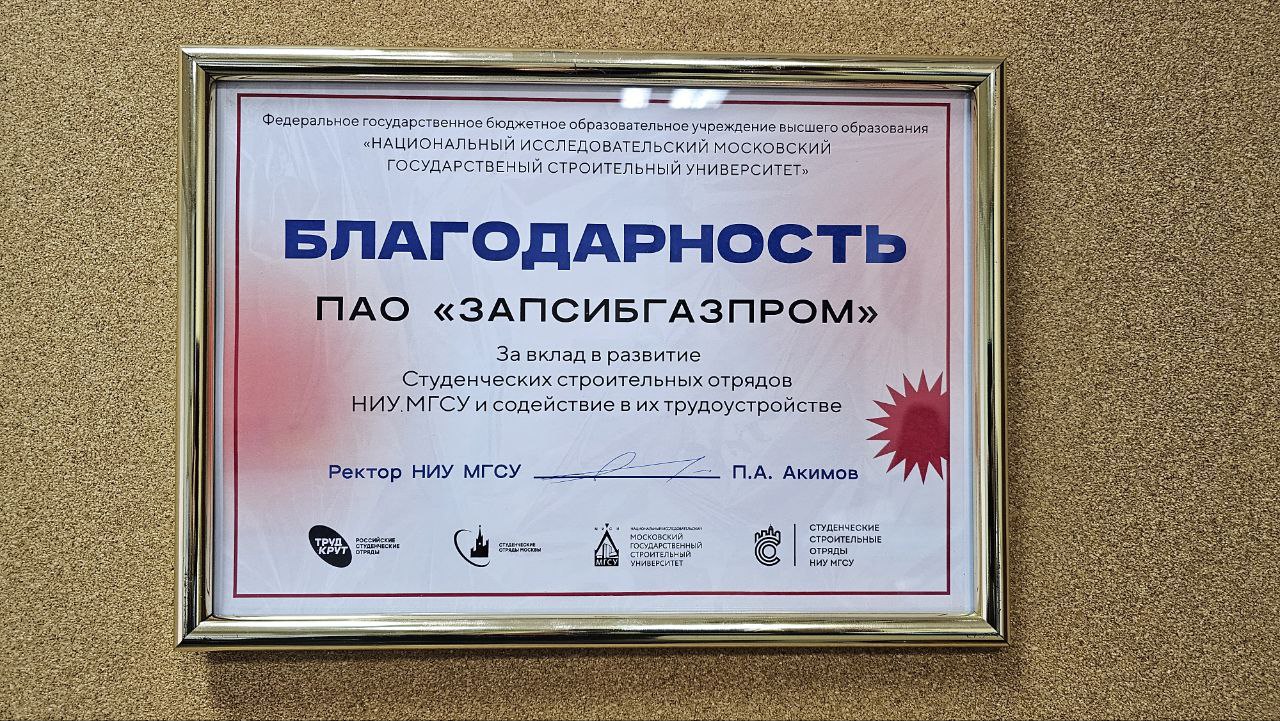 Федеральное государственное бюджетное образовательное учреждение высшего образования
«НАЦИОНАЛЬНЫЙ ИССЛЕДОВАТЕЛЬСКИЙ МОСКОВСКИЙ
ГОСУДАРСТВЕНЫЙ СТРОИТЕЛЬНЫЙ УНИВЕРСИТЕТ»
БЛАГОДАРНОСТЬ
ПАО «ЗАПСИБГАЗПРОМ»
За вклад в развитие
Студенческих строительных отрядов
НИУ МГСУ и содействие в их трудоустройстве
Ректор НИУ МГСУ П.А. Акимов
ТРУД
КРУТ
РОССИЙСКИЕ
СТУДЕНЧЕСКИЕ
ОТРЯДЫ
СТУДЕНЧЕСКИЕ
ОТРЯДЫ МОСКВЫ
МИСИ
МГСУ
НАЦИОНАЛЬНЫЙ ИССЛЕДОВАТЕЛЬСКИЙ
МОСКОВСКИЙ
ГОСУДАРСТВЕННЫЙ
СТРОИТЕЛЬНЫЙ
УНИВЕРСИТЕТ
СТУДЕНЧЕСКИЕ
СТРОИТЕЛЬНЫЕ
ОТРЯДЫ
НИУ МГСУ